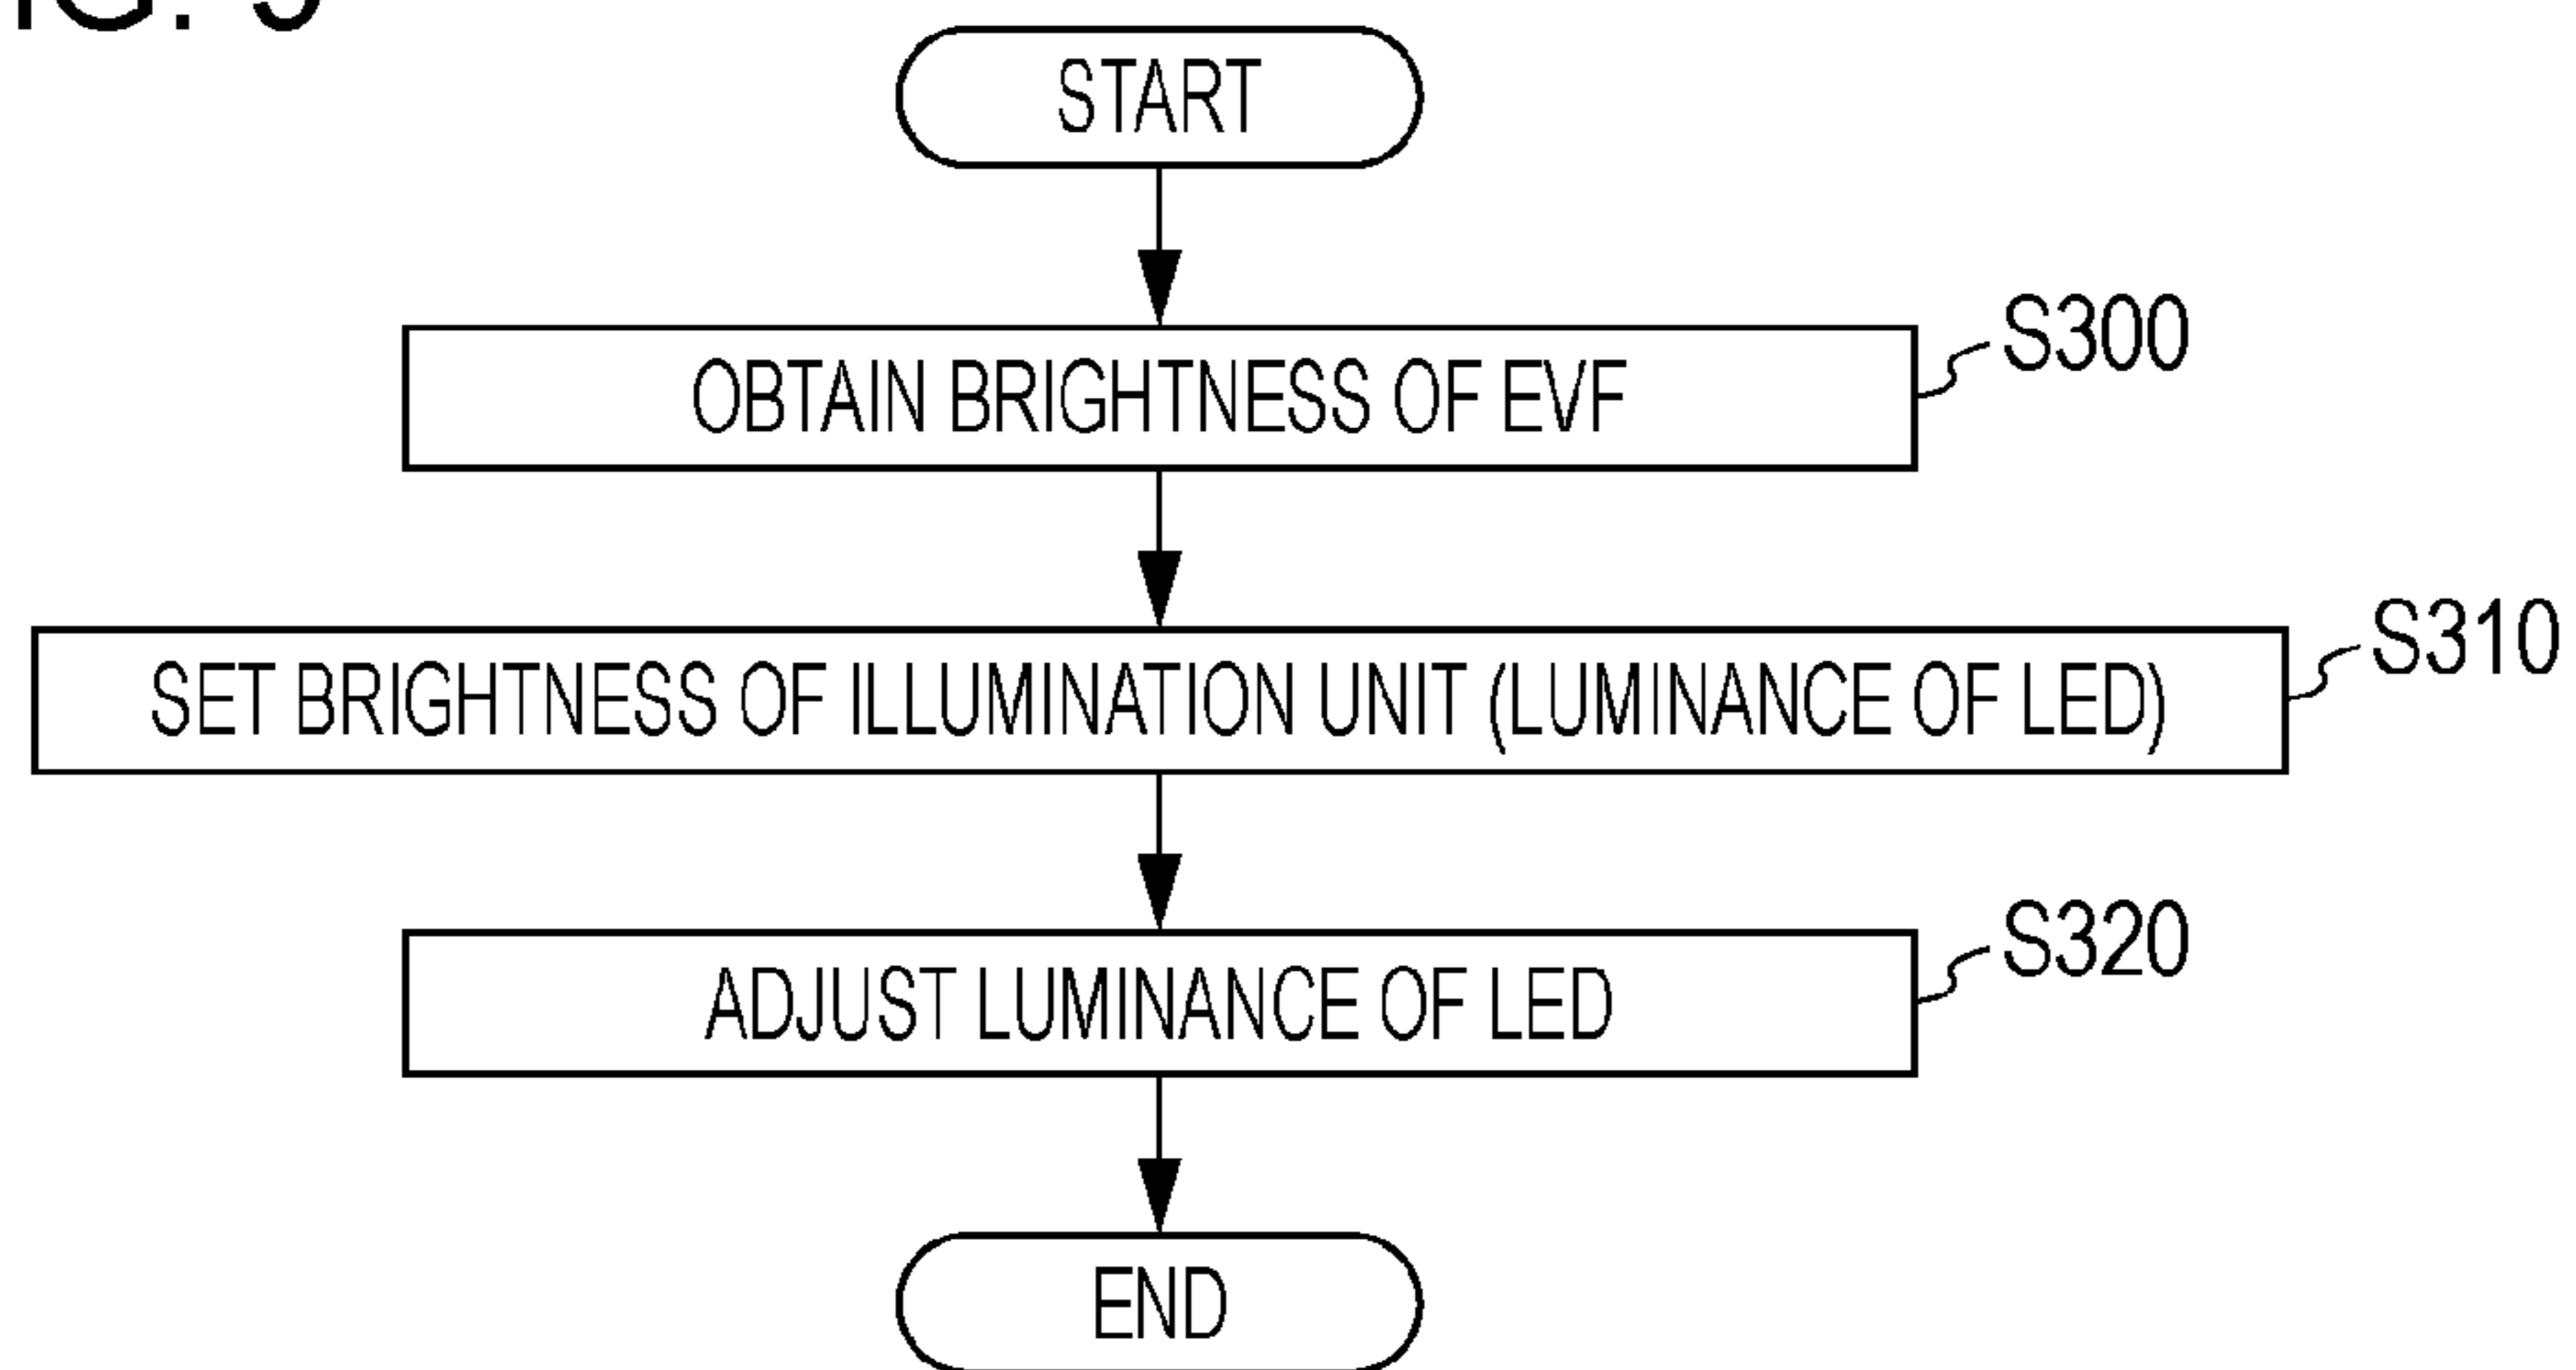 START
OBTAIN BRIGHTNESS OF EVF
S300
SET BRIGHTNESS OF ILLUMINATION UNIT (LUMINANCE OF LED)
S310
ADJUST LUMINANCE OF LED
S320
END